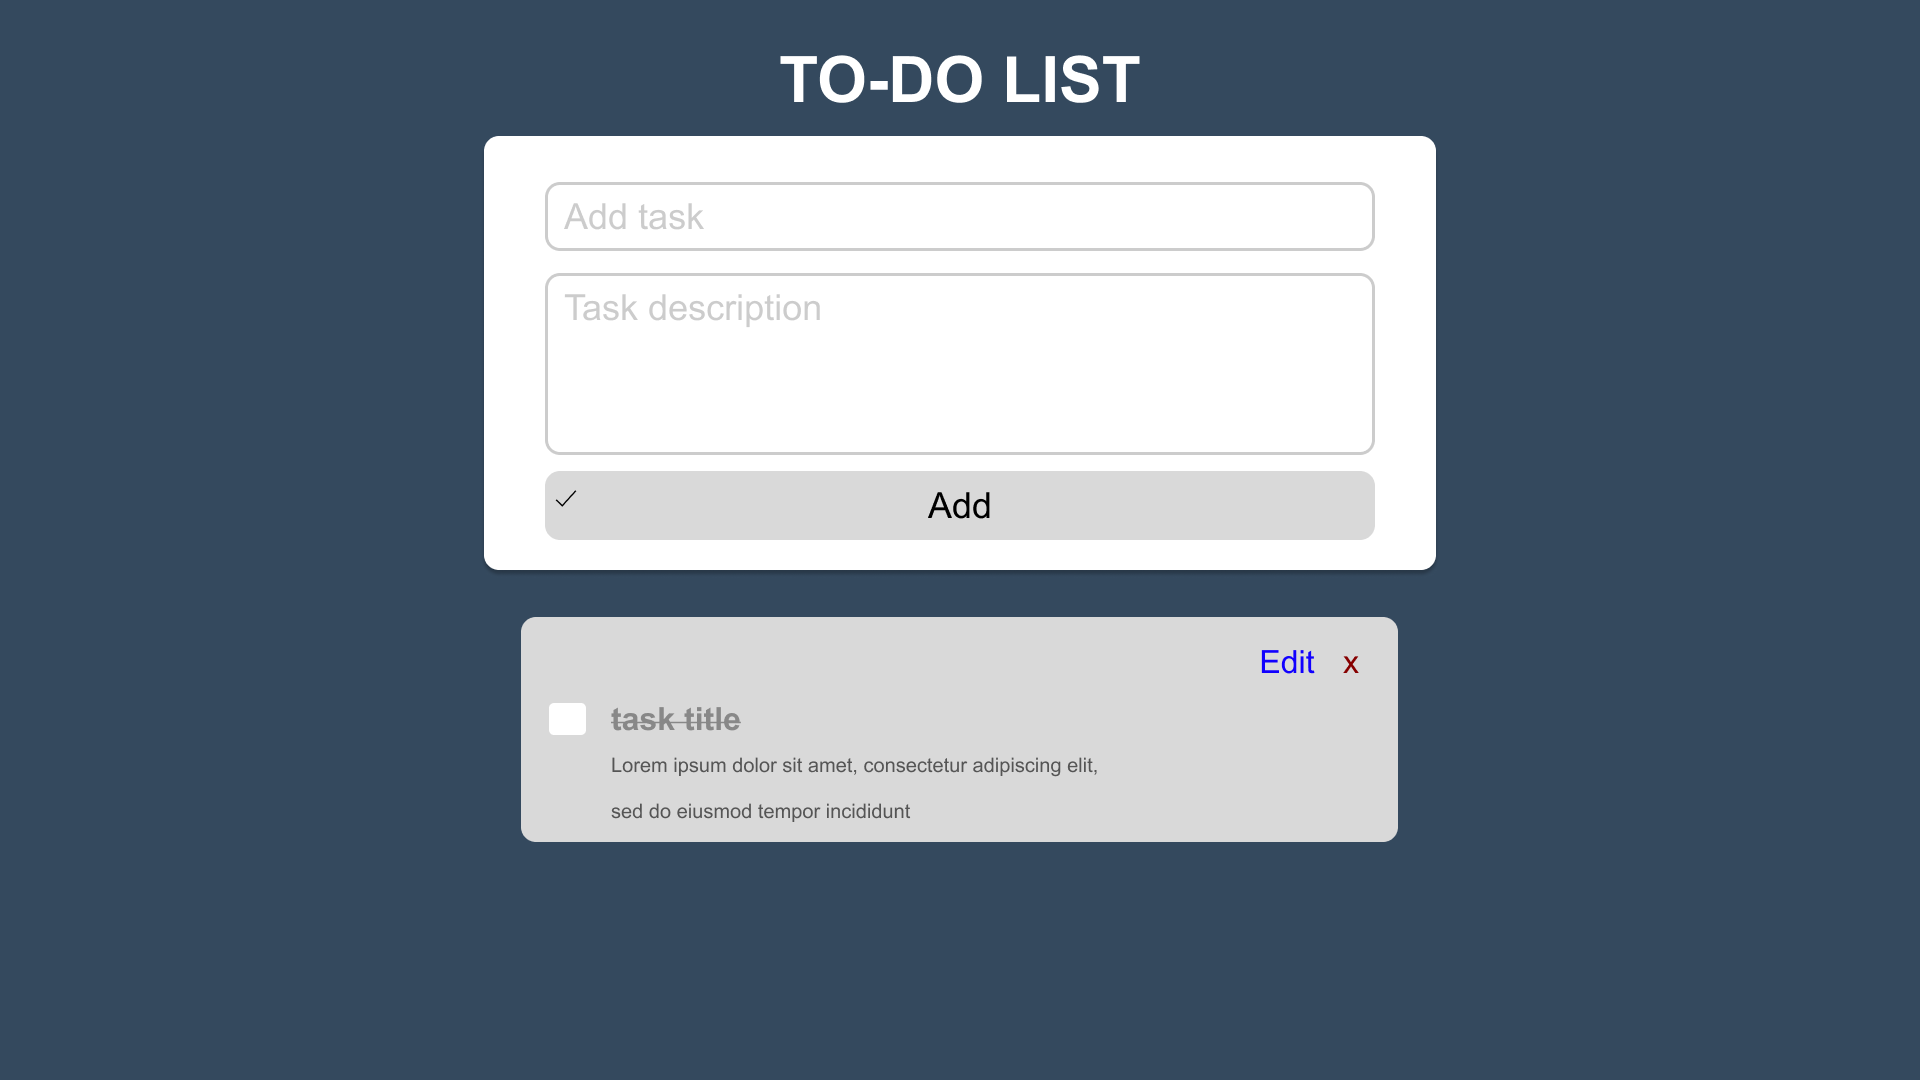 TO-DO LIST
Add task
Task description
Add
Edit x
task title
Lorem ipsum dolor sit amet, consectetur adipiscing elit,
sed do eiusmod tempor incididunt